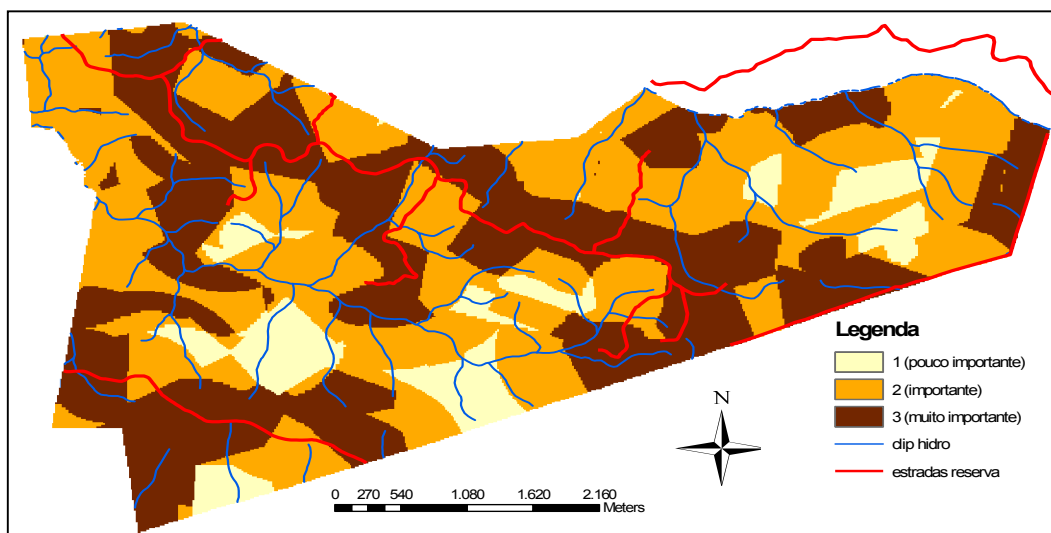 Legenda
1 (pouco importante)
2 (importante)
3 (muito importante)
clip hidro
estradas reserva
N
0 270 540 1.080 1.620 2.160
Meters